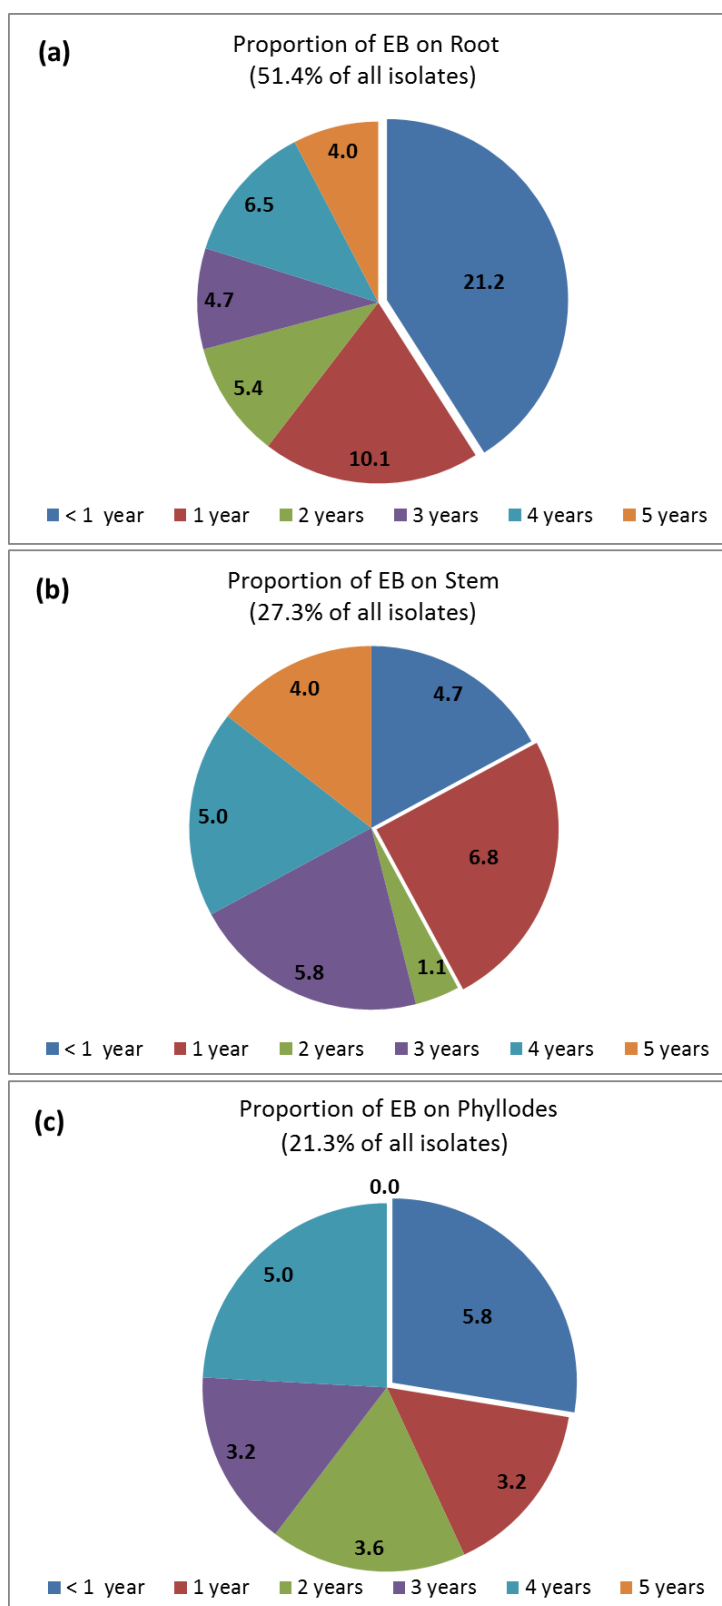 (a)
Proportion of EB on Root
(51.4% of all isolates)
4.0
6.5
21.2
4.7
5.4
10.1
< 1 year 1 year 2 years 3 years 4 years 5 years
(b)
Proportion of EB on Stem
(27.3% of all isolates)
4.0
4.7
5.0
6.8
1.1
5.8
< 1 year 1 year 2 years 3 years 4 years 5 years
(c)
Proportion of EB on Phyllodes
(21.3% of all isolates)
0.0
5.0
5.8
3.2
3.2
3.6
< 1 year 1 year 2 years 3 years 4 years 5 years